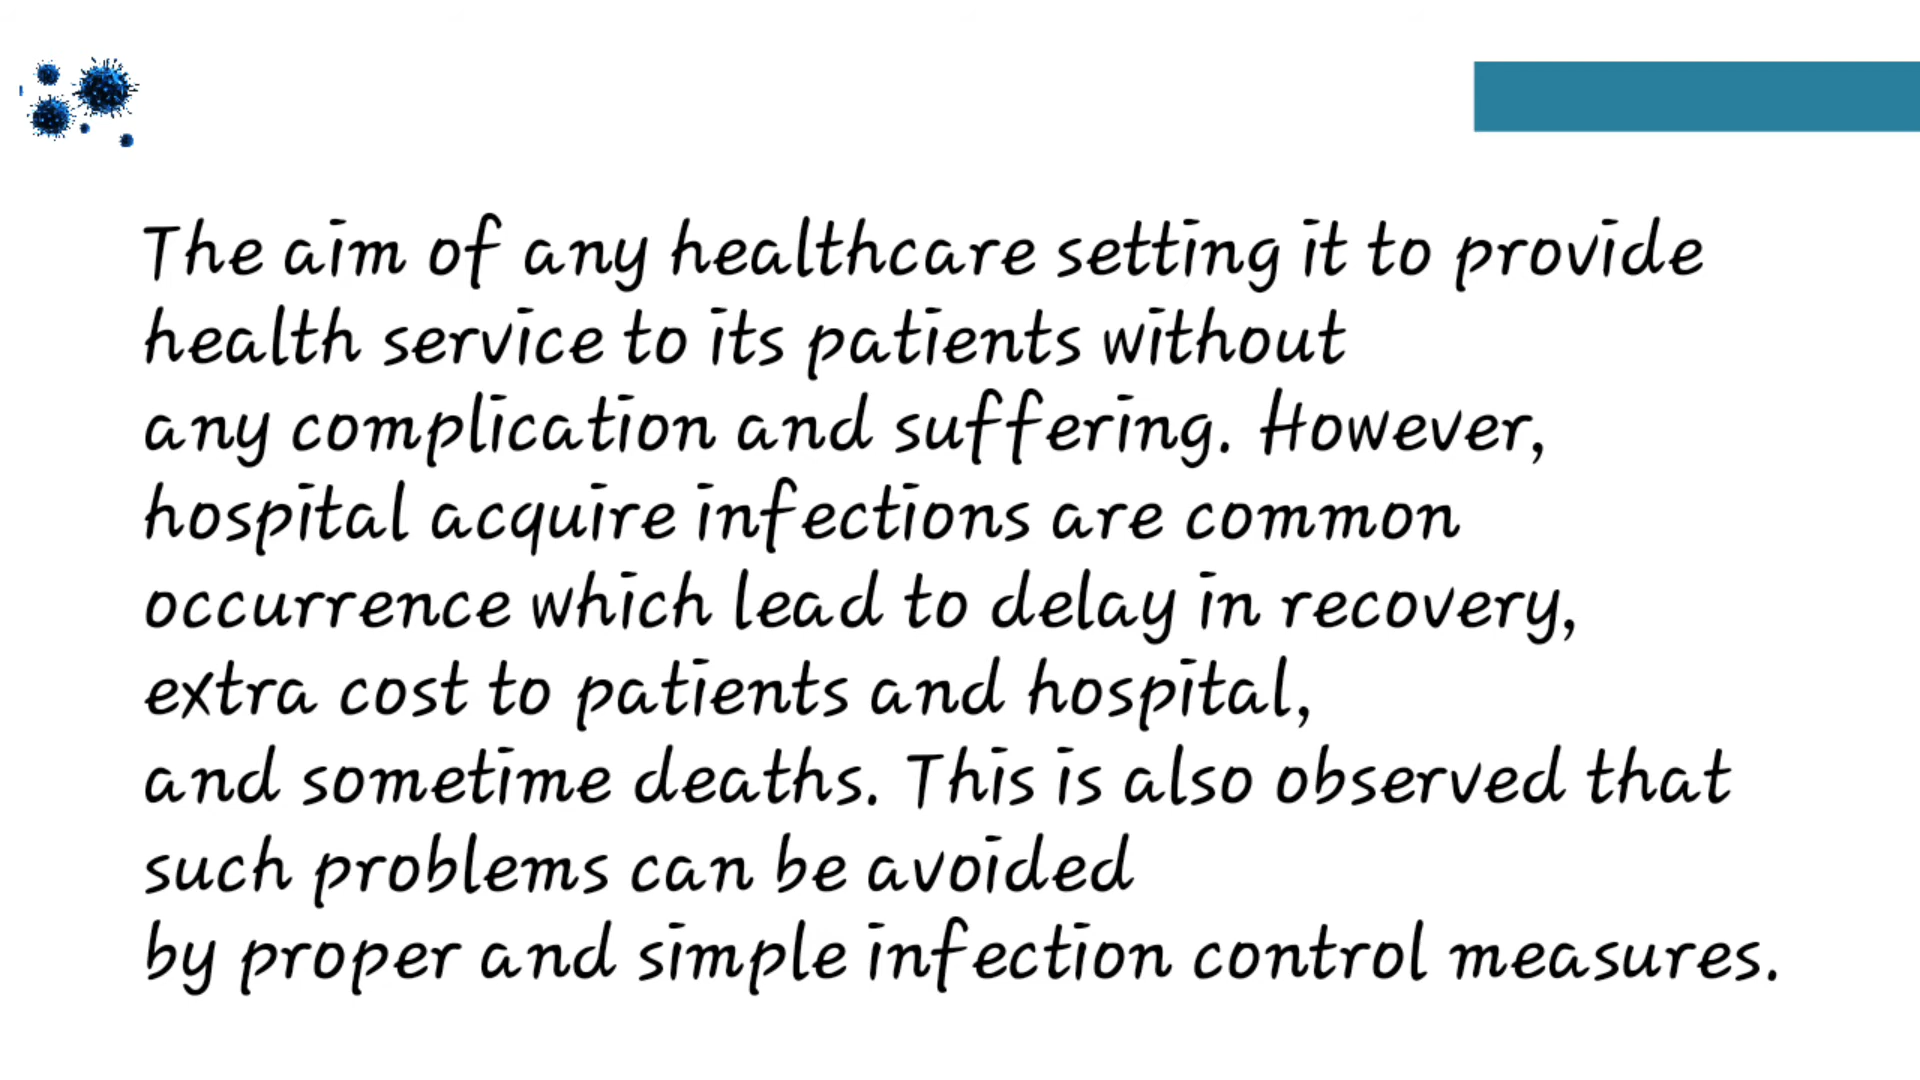 The aim of any healthcare setting it to provide
health service to its patients without
any complication and suffering. However,
hospital acquire infections are common
occurrence which lead to delay in recovery,
extra cost to patients and hospital,
and sometime deaths. This is also observed that
such problems can be avoided
by proper and simple infection control measures.